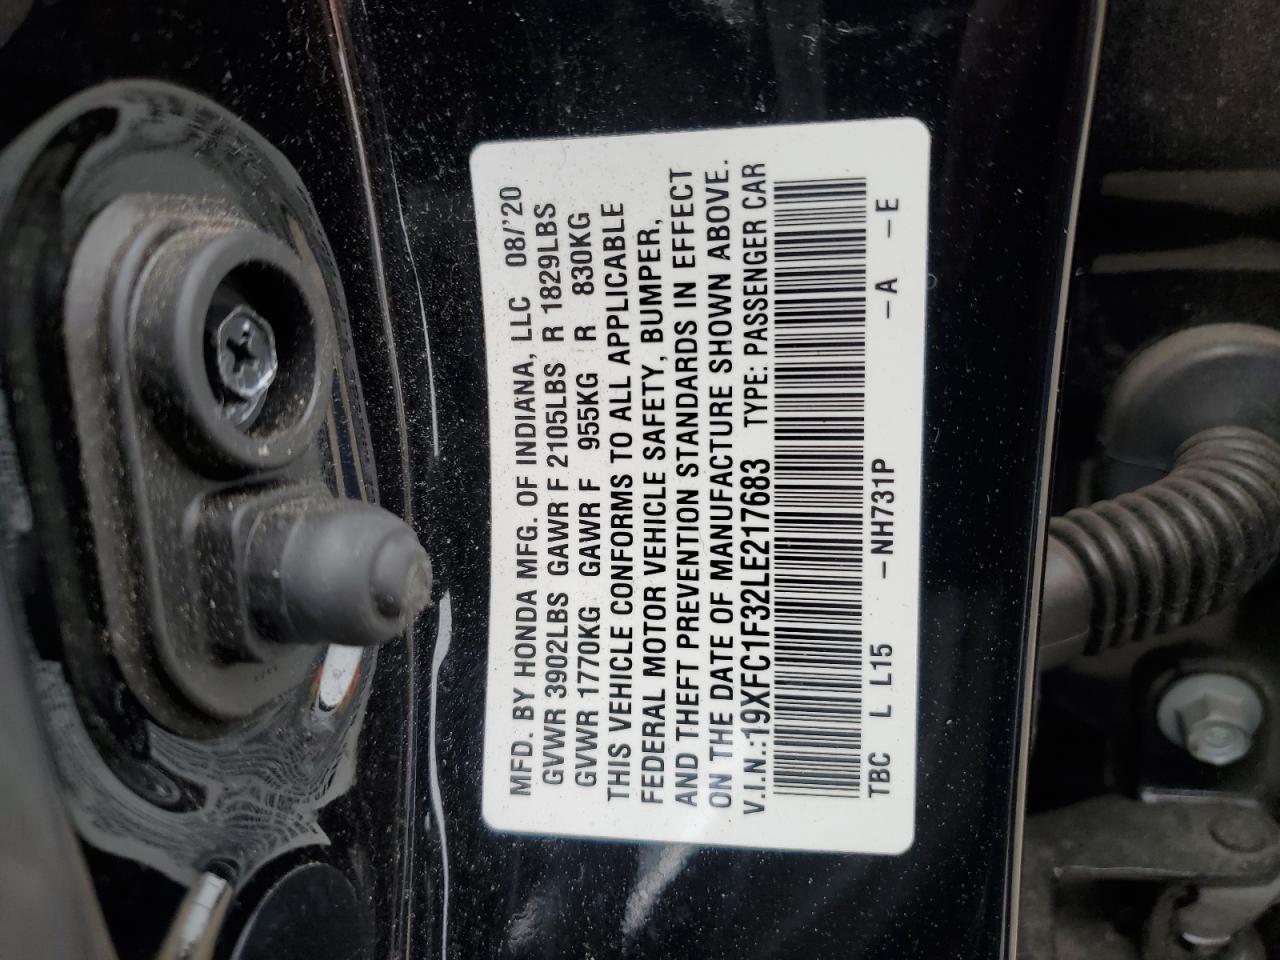 MFD. BY HONDA MFG. OF INDIANA, LLC 08/'20
GVWR 3902LBS GAWR F 2105LBS R 1829LBS
GVWR 1770KG GAWR F 955KG R 830KG
THIS VEHICLE CONFORMS TO ALL APPLICABLE
FEDERAL MOTOR VEHICLE SAFETY, BUMPER,
AND THEFT PREVENTION STANDARDS IN EFFECT
ON THE DATE OF MANUFACTURE SHOWN ABOVE.
V.I.N.:19XFC1F32LE217683 TYPE: PASSENGER CAR
TBC L L15 -NH731P -A -E